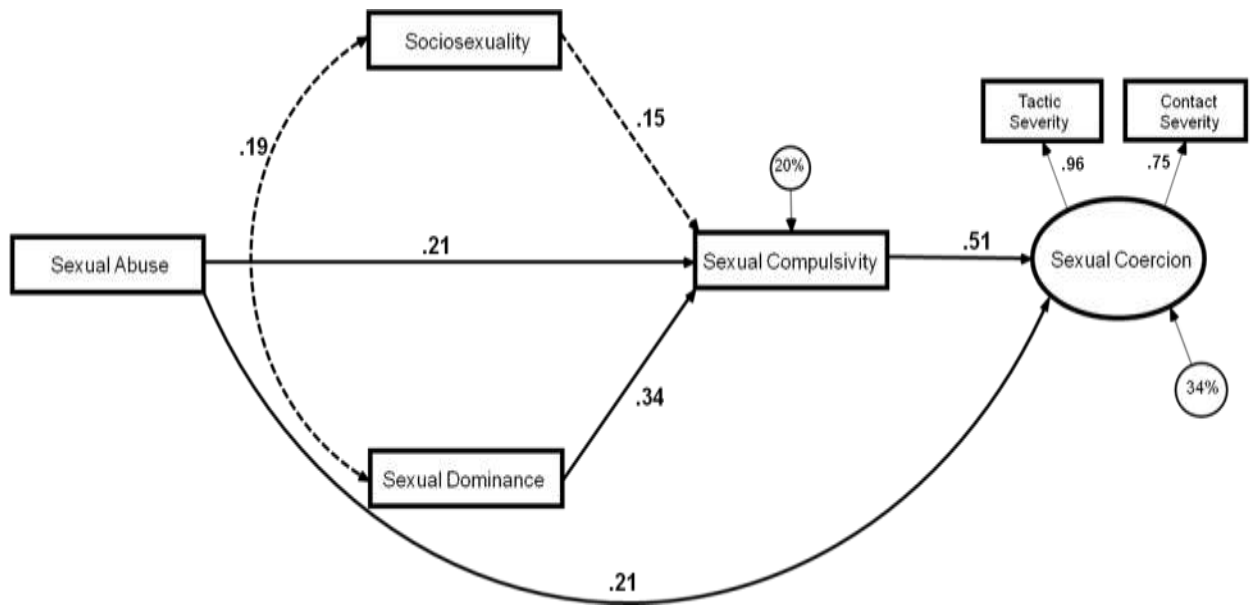 Sociosexuality
Tactic
Severity
Contact
Severity
.19
.15
.96
.75
20%
Sexual Abuse
.21
Sexual Compulsivity
.51
Sexual Coercion
.34
34%
Sexual Dominance
.21